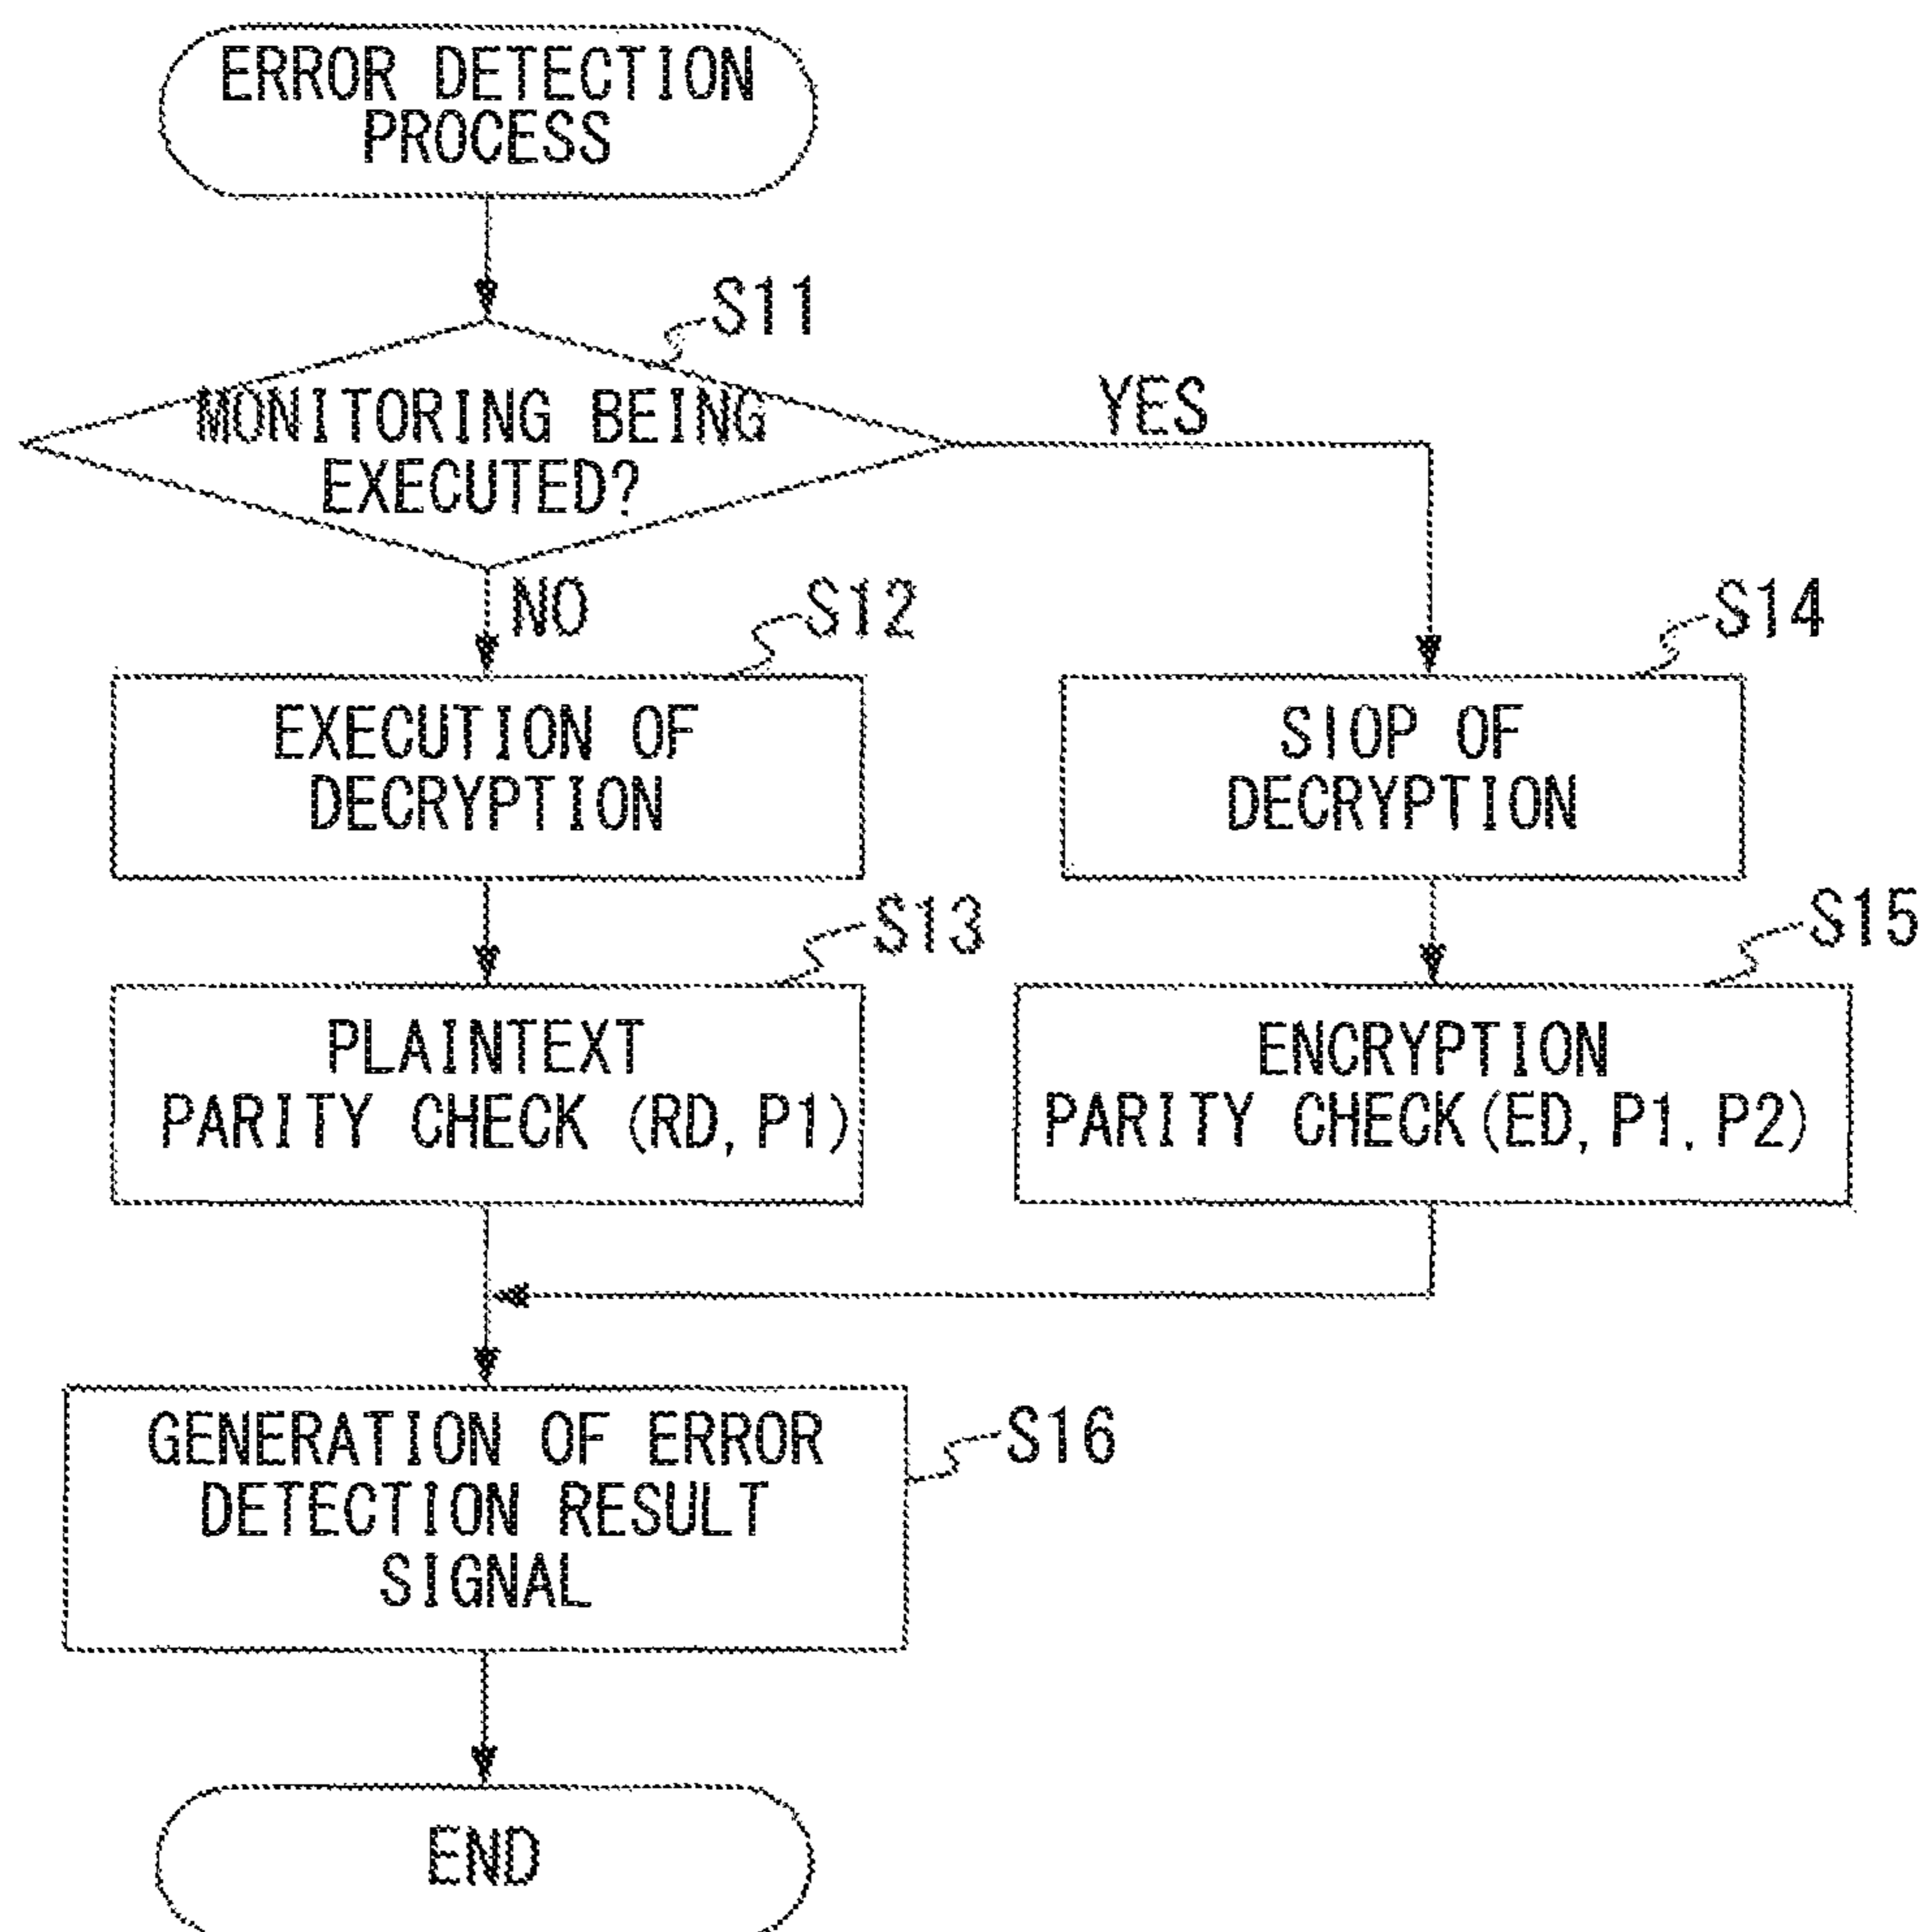 ERROR DETECTION
PROCESS
S11
MONITORING BEING
EXECUTED?
YES
NO
S12
S14
EXECUTION OF
DECRYPTION
SIOP OF
DECRYPTION
S13
S15
PLAINTEXT
PARITY CHECK (RD, P1)
ENCRYPTION
PARITY CHECK(ED, P1, P2)
GENERATION OF ERROR
DETECTION RESULT
SIGNAL
S16
END